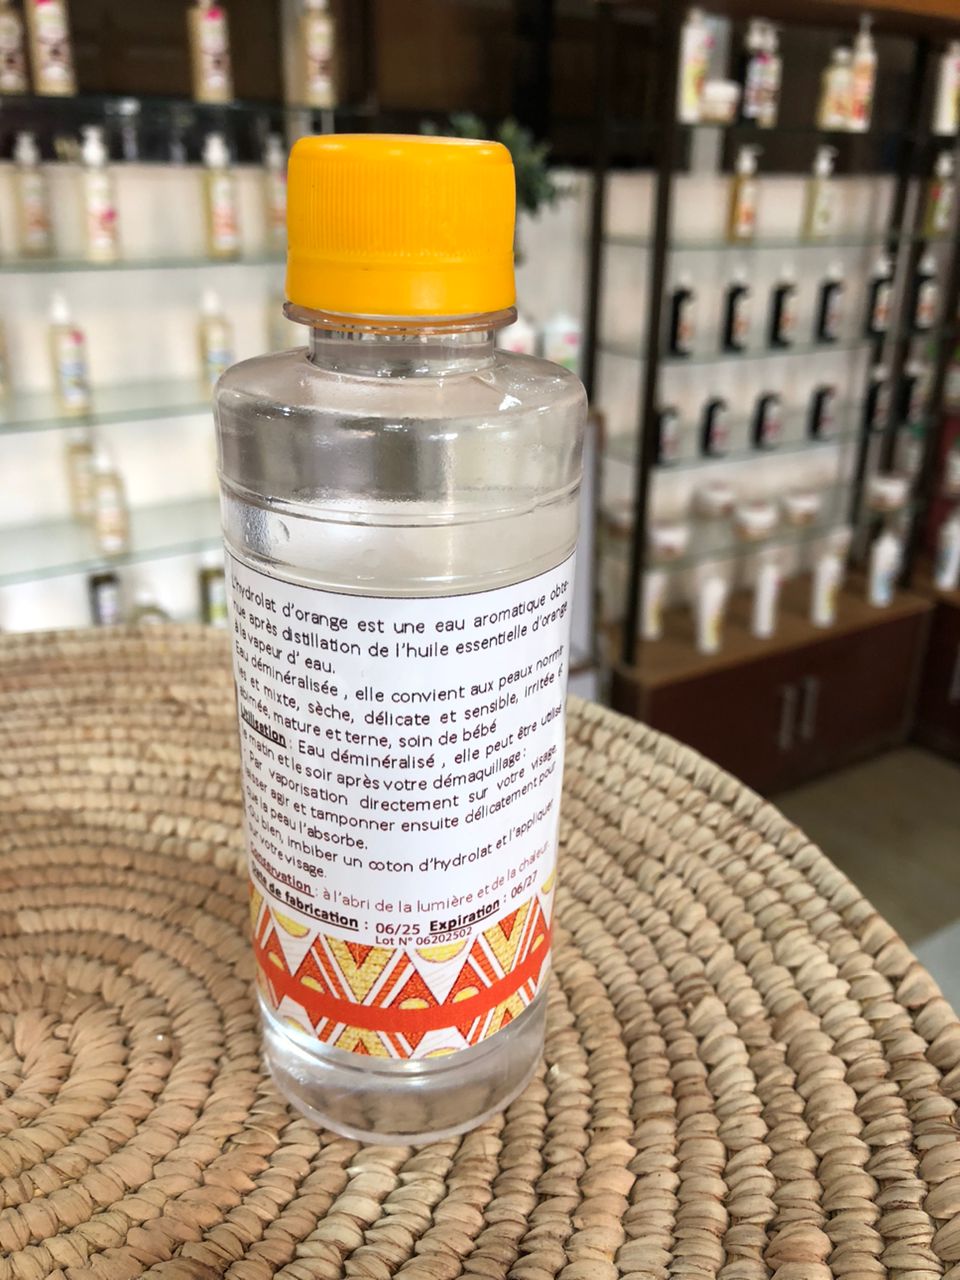 L'hydrolat d'orange est une eau aromatique obte-
nue après distillation de l'huile essentielle d'orange
à la vapeur d' eau.
Eau déminéralisée , elle convient aux peaux norma-
les et mixte, sèche, délicate et sensible, irritée et
abimée, mature et terne, soin de bébé
Utilisation : Eau déminéralisé , elle peut être utilisé
le matin et le soir après votre démaquillage :
- par vaporisation directement sur votre visage,
laisser agir et tamponner ensuite délicatement pour
que la peau l'absorbe.
-Ou bien, imbiber un coton d'hydrolat et l'appliquer
sur votre visage.
Conservation : à l'abri de la lumière et de la chaleur.
Date de fabrication : 06/25 Expiration : 06/27
Lot N° 06202502